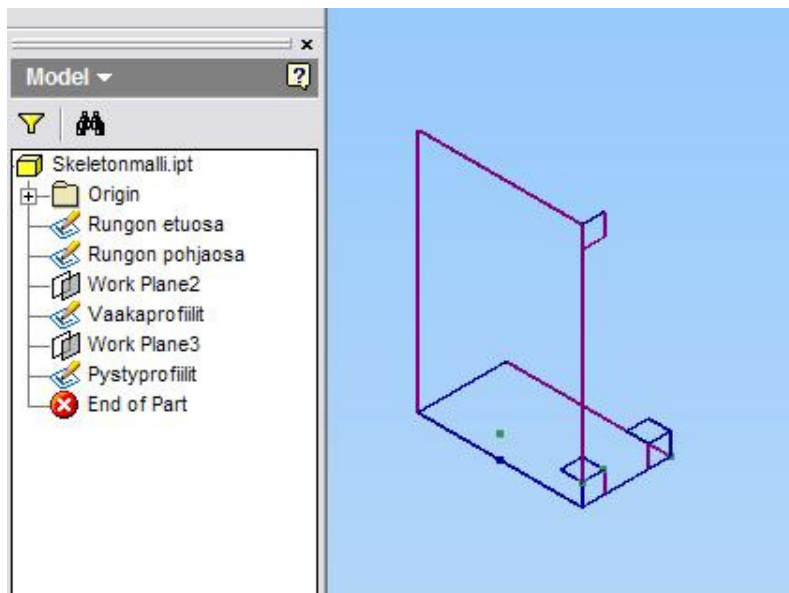 Model
Skeletonmalli.ipt
Origin
Rungon etuosa
Rungon pohjaosa
Work Plane2
Vaakaprofiilit
Work Plane3
Pystyprofiilit
End of Part